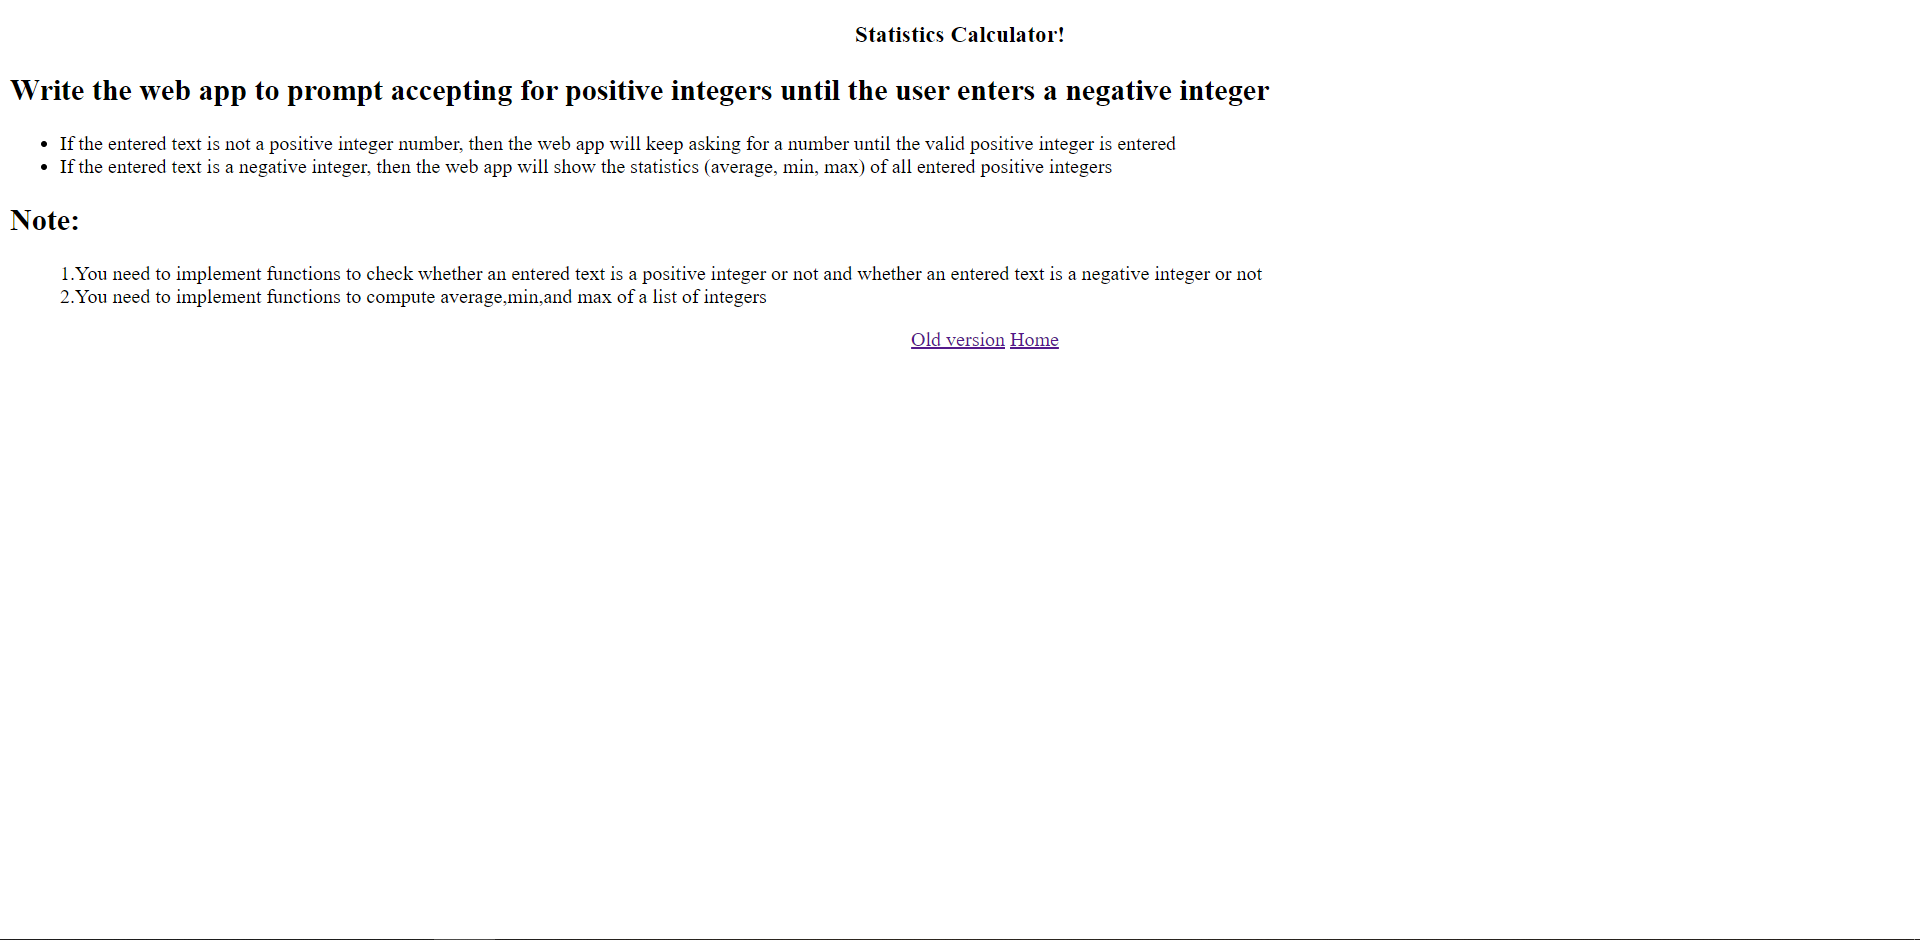 Statistics Calculator!
Write the web app to prompt accepting for positive integers until the user enters a negative integer
• If the entered text is not a positive integer number, then the web app will keep asking for a number until the valid positive integer is entered
• If the entered text is a negative integer, then the web app will show the statistics (average, min, max) of all entered positive integers
Note:
1.You need to implement functions to check whether an entered text is a positive integer or not and whether an entered text is a negative integer or not
2.You need to implement functions to compute average,min,and max of a list of integers
Old version Home